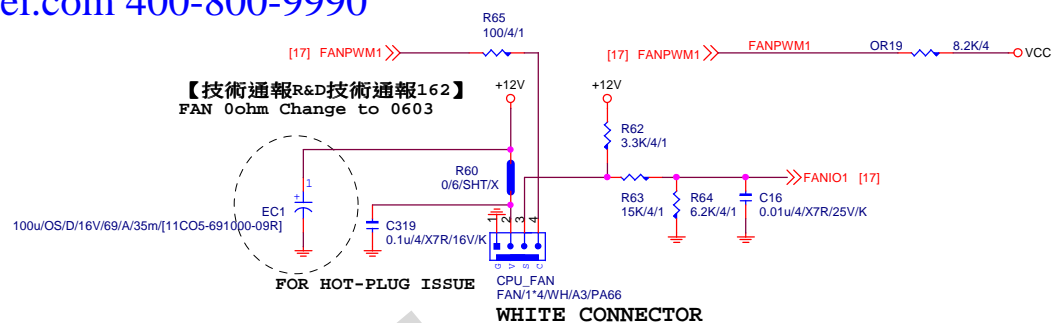 ef.com 400-800-9990
R65
100/4/1
[17] FANPWM1
[17] FANPWM1
FANPWM1
OR19
8.2K/4
VCC
【技術通報R&D技術通報162】
FAN 0ohm Change to 0603
+12V
+12V
R62
3.3K/4/1
R60
0/6/SHT/X
FANIO1 [17]
1
+
EC1
100u/OS/D/16V/69/A/35m/[11CO5-691000-09R]
C319
0.1u/4/X7R/16V/K
R63
15K/4/1
R64
6.2K/4/1
C16
0.01u/4/X7R/25V/K
1 2 3 4
G V S C
FOR HOT-PLUG ISSUE
CPU_FAN
FAN/1*4/WH/A3/PA66
WHITE CONNECTOR